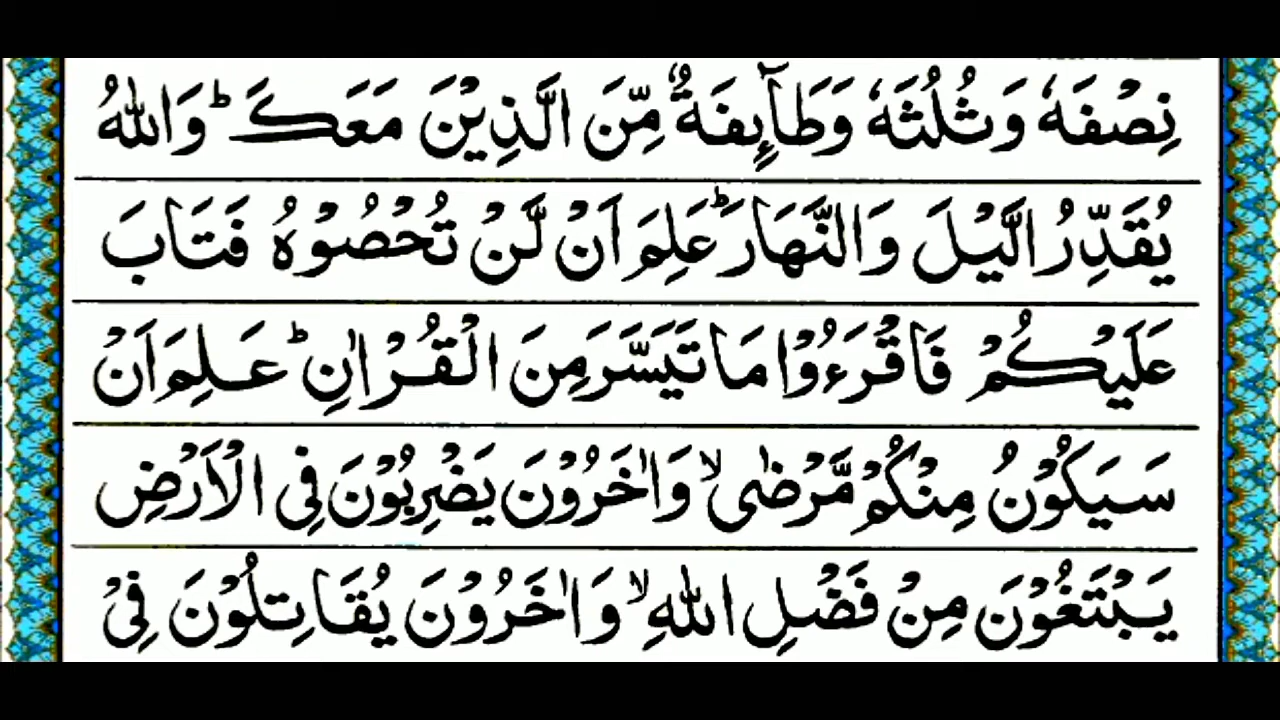 نِصۡفَهٗ وَثُلُثَهٗ وَطَآئِفَةٌ مِّنَ الَّذِيۡنَ مَعَكَ ؕ وَاللّٰهُ
يُقَدِّرُ الَّيۡلَ وَالنَّهَارَ ؕ عَلِمَ اَنۡ لَّنۡ تُحۡصُوۡهُ فَتَابَ
عَلَيۡكُمۡ فَاقۡرَءُوۡا مَا تَيَسَّرَ مِنَ الۡقُرۡاٰنِ ؕ عَلِمَ اَنۡ
سَيَكُوۡنُ مِنۡكُمۡ مَّرۡضٰى ۙ وَاٰخَرُوۡنَ يَضۡرِبُوۡنَ فِى الۡاَرۡضِ
يَبۡتَغُوۡنَ مِنۡ فَضۡلِ اللّٰهِ ۙ وَاٰخَرُوۡنَ يُقَاتِلُوۡنَ فِىۡ